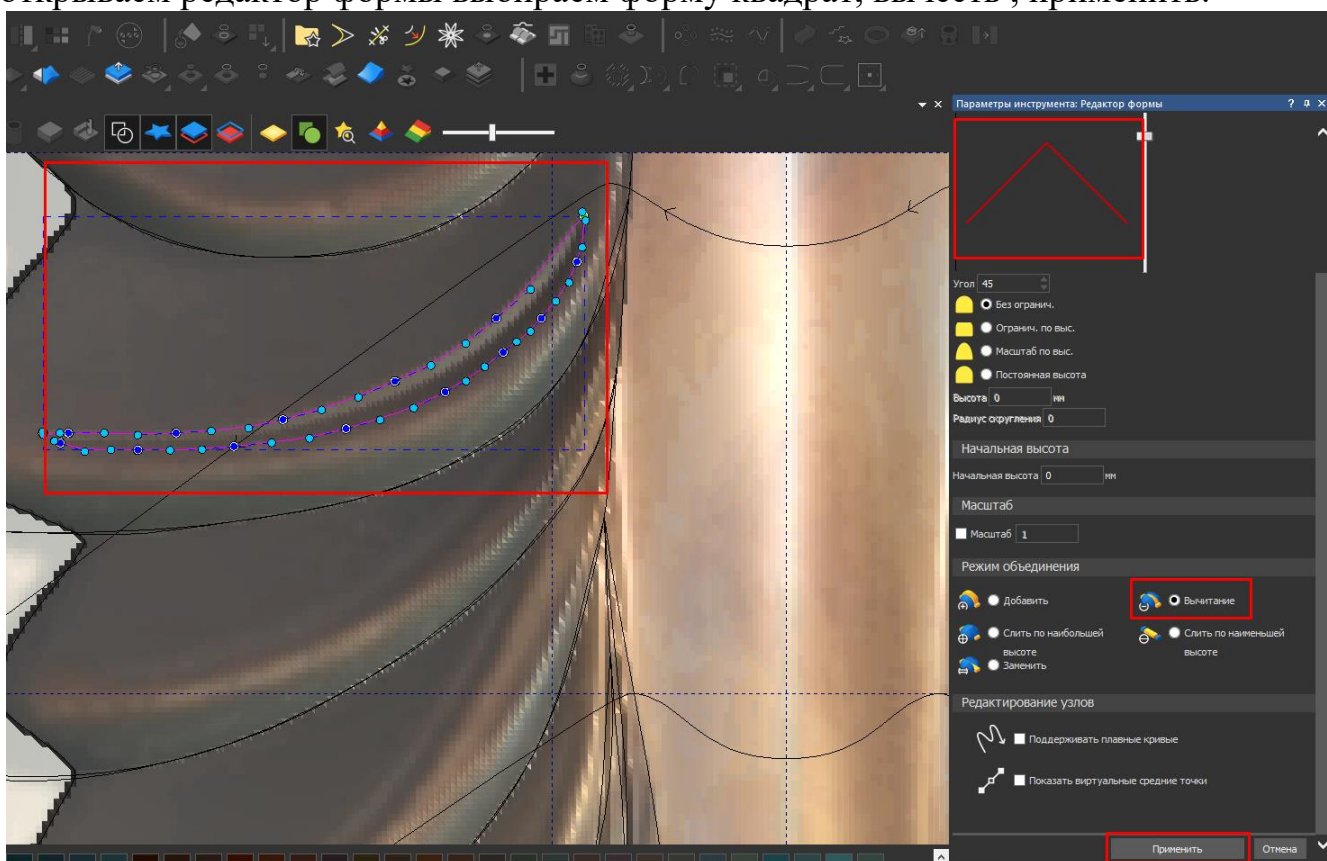 открываем редактор формы выбираем форму квадрат, вычесть , применить.
Параметры инструмента: Редактор формы
Угол 45
Без огранич.
Огранич. по выс.
Масштаб по выс.
Постоянная высота
Высота 0 мм
Радиус скругления 0
Начальная высота
Начальная высота 0 мм
Масштаб
Масштаб 1
Режим объединения
Добавить Вычитание
Слить по наибольшей высоте
Слить по наименьшей высоте
Заменить
Редактирование узлов
Поддерживать плавные кривые
Показать виртуальные средние точки
Применить Отмена